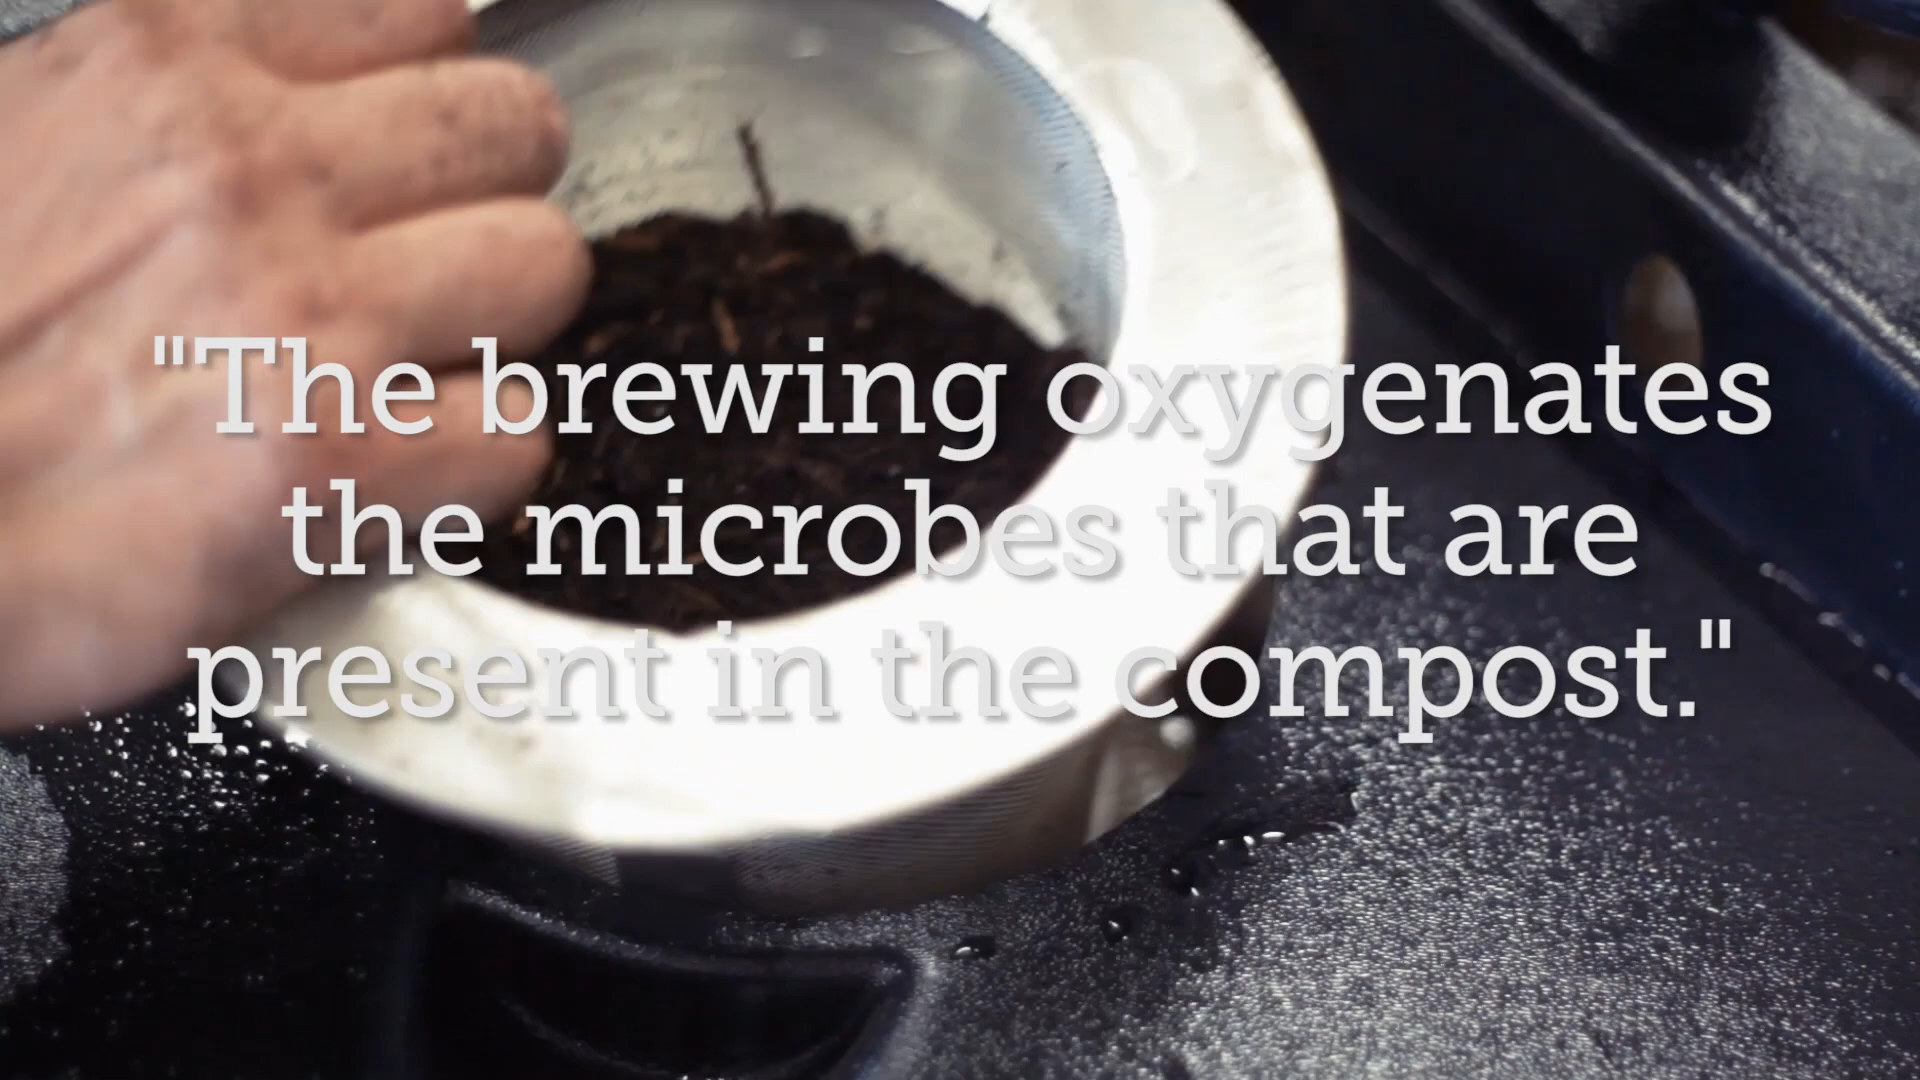 "The brewing oxygenates
the microbes that are
present in the compost."